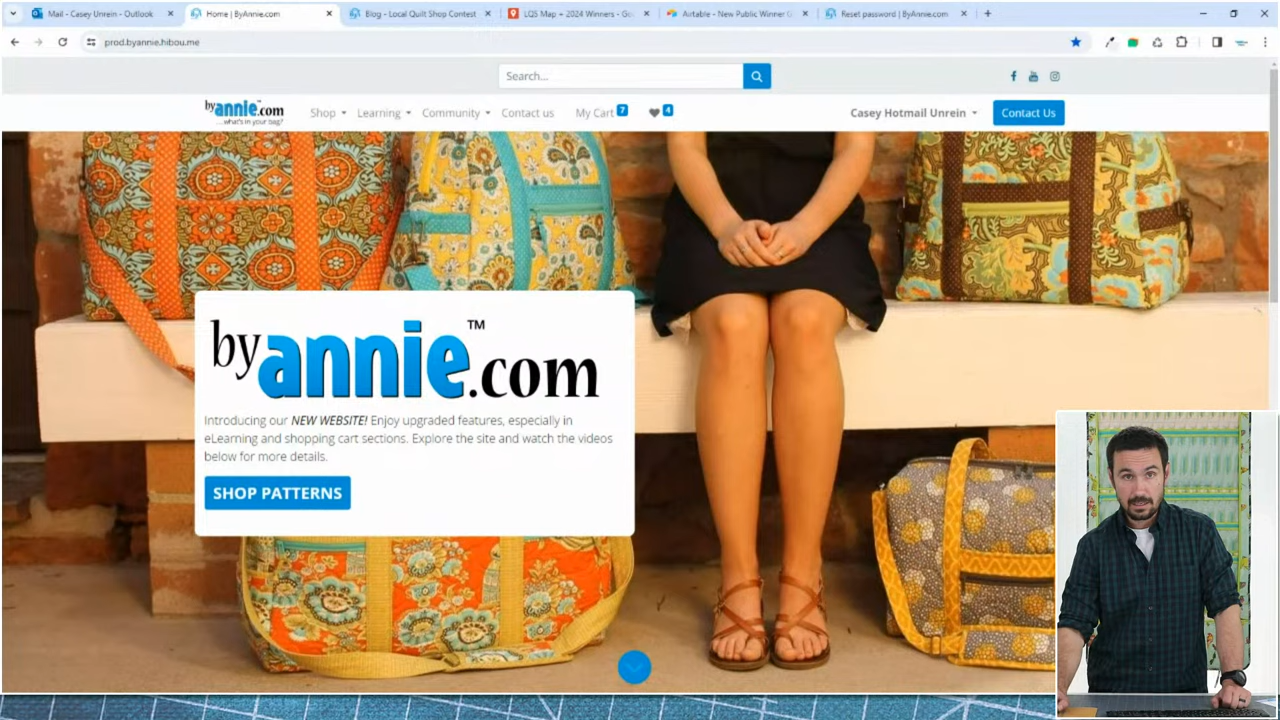 Mail - Casey Unrein - Outlook
Home | ByAnnie.com
Blog - Local Quilt Shop Contest
LQS Map + 2024 Winners - Go
Airtable - New Public Winner
Reset password | ByAnnie.com
prod.byannie.hibou.me
Search...
byannie.com
...what's in your bag?
Shop
Learning
Community
Contact us
My Cart 7
4
Casey Hotmail Unrein
Contact Us
byannie.com™
Introducing our NEW WEBSITE! Enjoy upgraded features, especially in
eLearning and shopping cart sections. Explore the site and watch the videos
below for more details.
SHOP PATTERNS